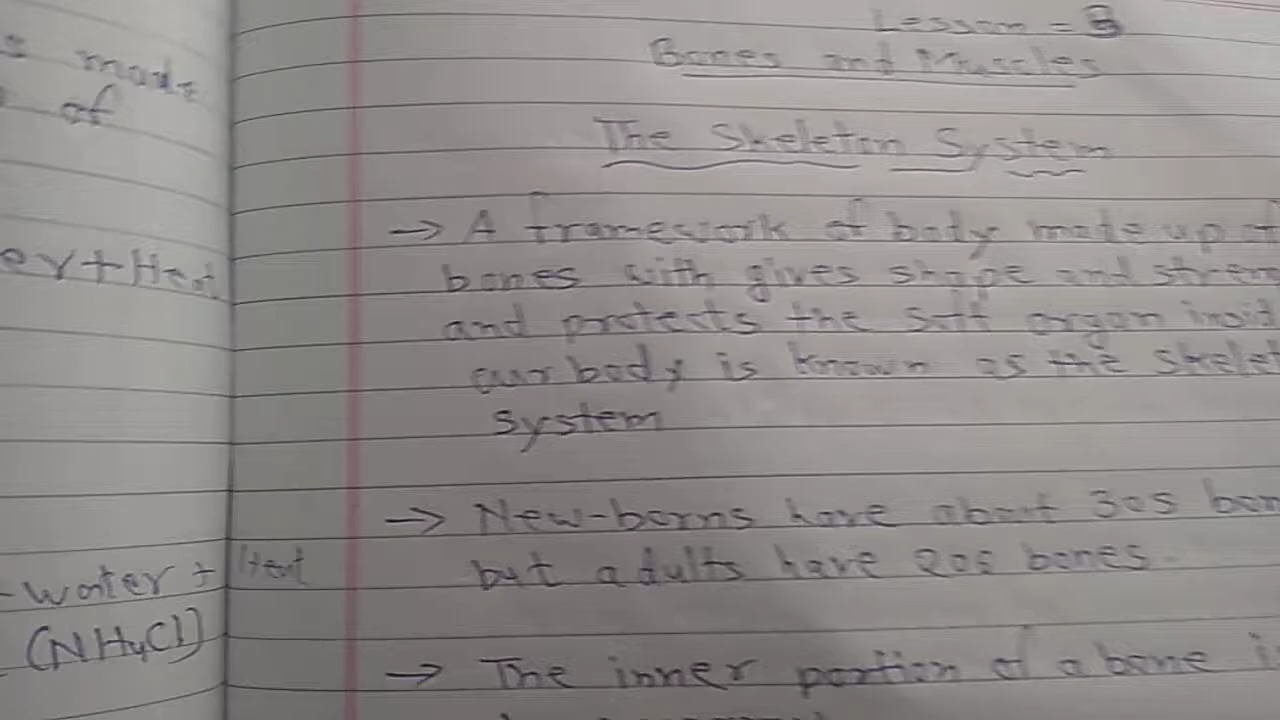 s made
of
er+Heat
-water + Heat
(NH4Cl)
Lesson - 3
Bones and Muscles
The Skeleton System
→ A framework of body made up of
bones with gives shape and stren
and protects the soft organ insid
our body is known as the skelet
system
→ New-borns have about 305 bon
but adults have 206 bones.
→ The inner portion of a bone i